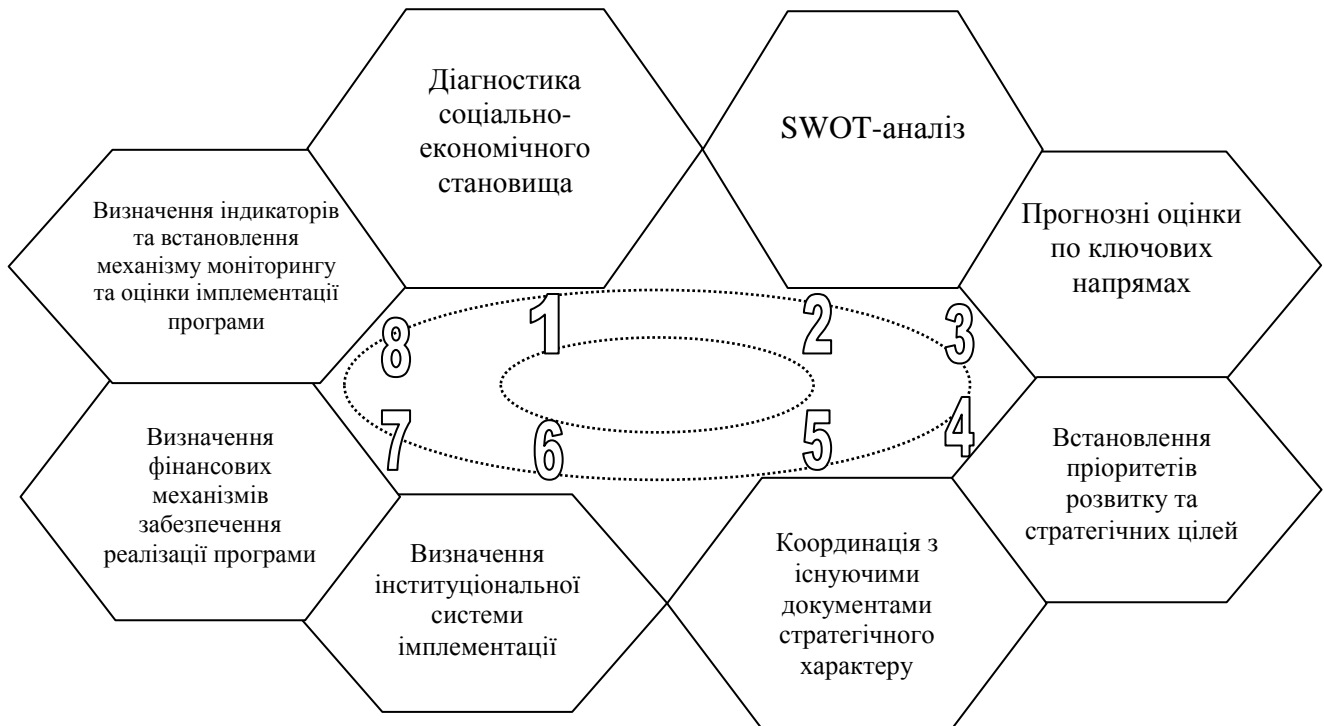 Діагностика
соціально-
економічного
становища
SWOT-аналіз
Визначення індикаторів
та встановлення
механізму моніторингу
та оцінки імплементації
програми
Прогнозні оцінки
по ключових
напрямах
1
2
3
8
7
6
5
4
Визначення
фінансових
механізмів
забезпечення
реалізації програми
Встановлення
пріоритетів
розвитку та
стратегічних цілей
Визначення
інституціональної
системи
імплементації
Координація з
існуючими
документами
стратегічного
характеру